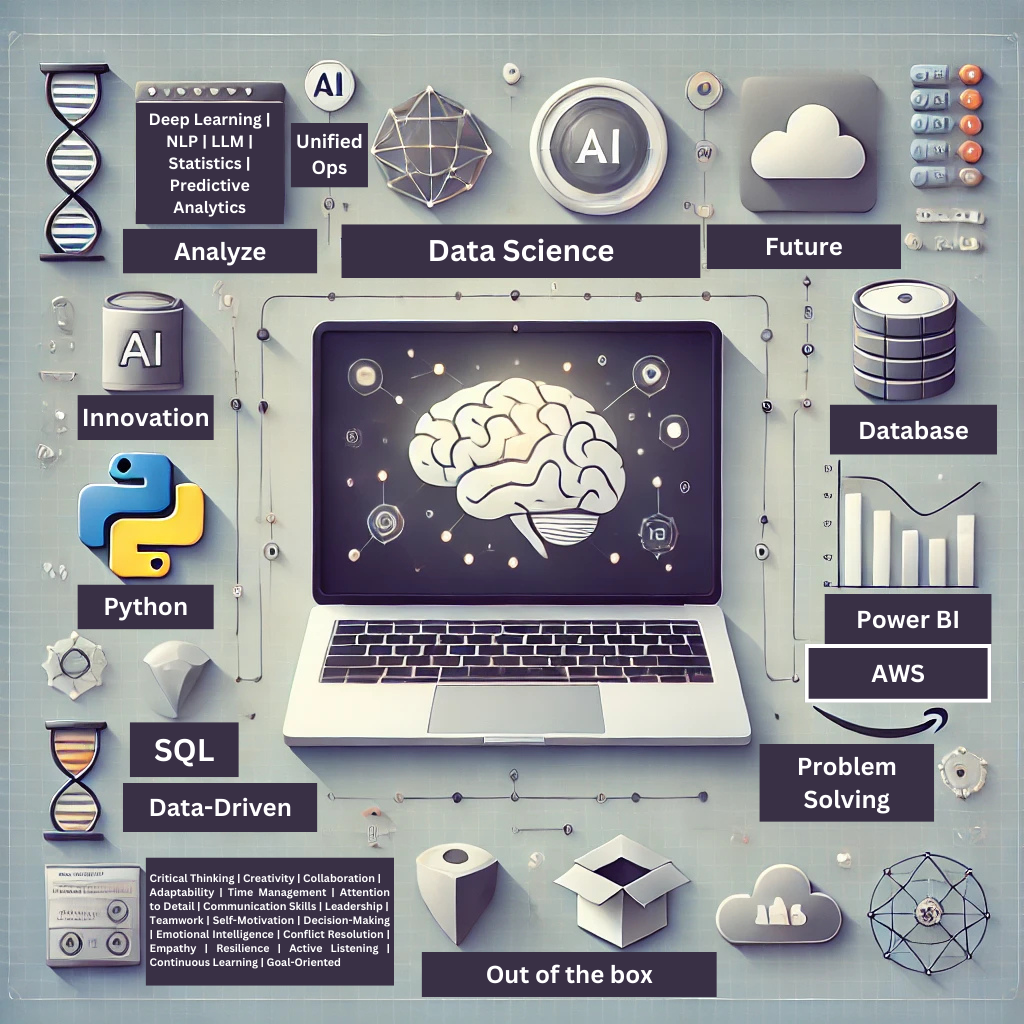 AI
Deep Learning |
NLP | LLM |
Statistics |
Predictive
Analytics
Unified
Ops
AI
Analyze
Data Science
Future
AI
Innovation
Database
Python
Power BI
AWS
SQL
Problem
Solving
Data-Driven
Critical Thinking | Creativity | Collaboration |
Adaptability | Time Management | Attention
to Detail | Communication Skills | Leadership |
Teamwork | Self-Motivation | Decision-Making
| Emotional Intelligence | Conflict Resolution |
Empathy | Resilience | Active Listening |
Continuous Learning | Goal-Oriented
Out of the box